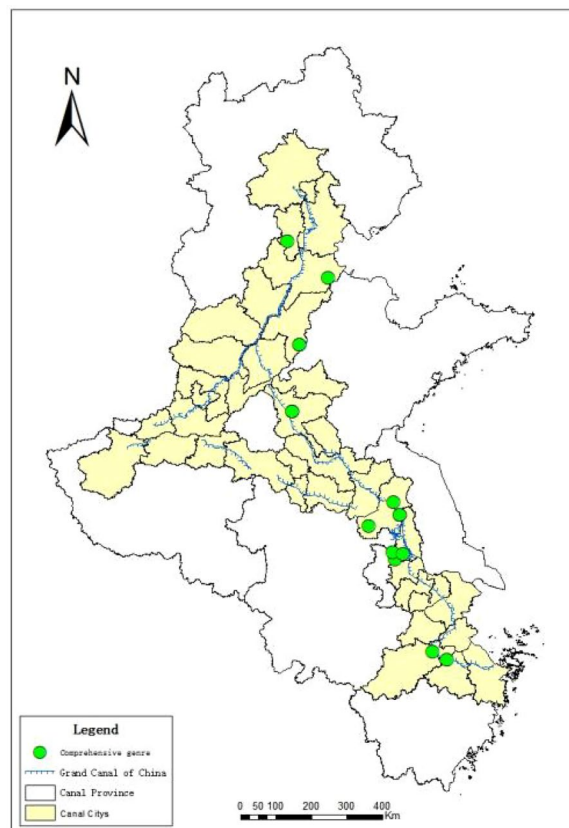 N
Legend
Comprehensive genre
Grand Canal of China
Canal Province
Canal Citys
0 50 100 200 300 400
Km